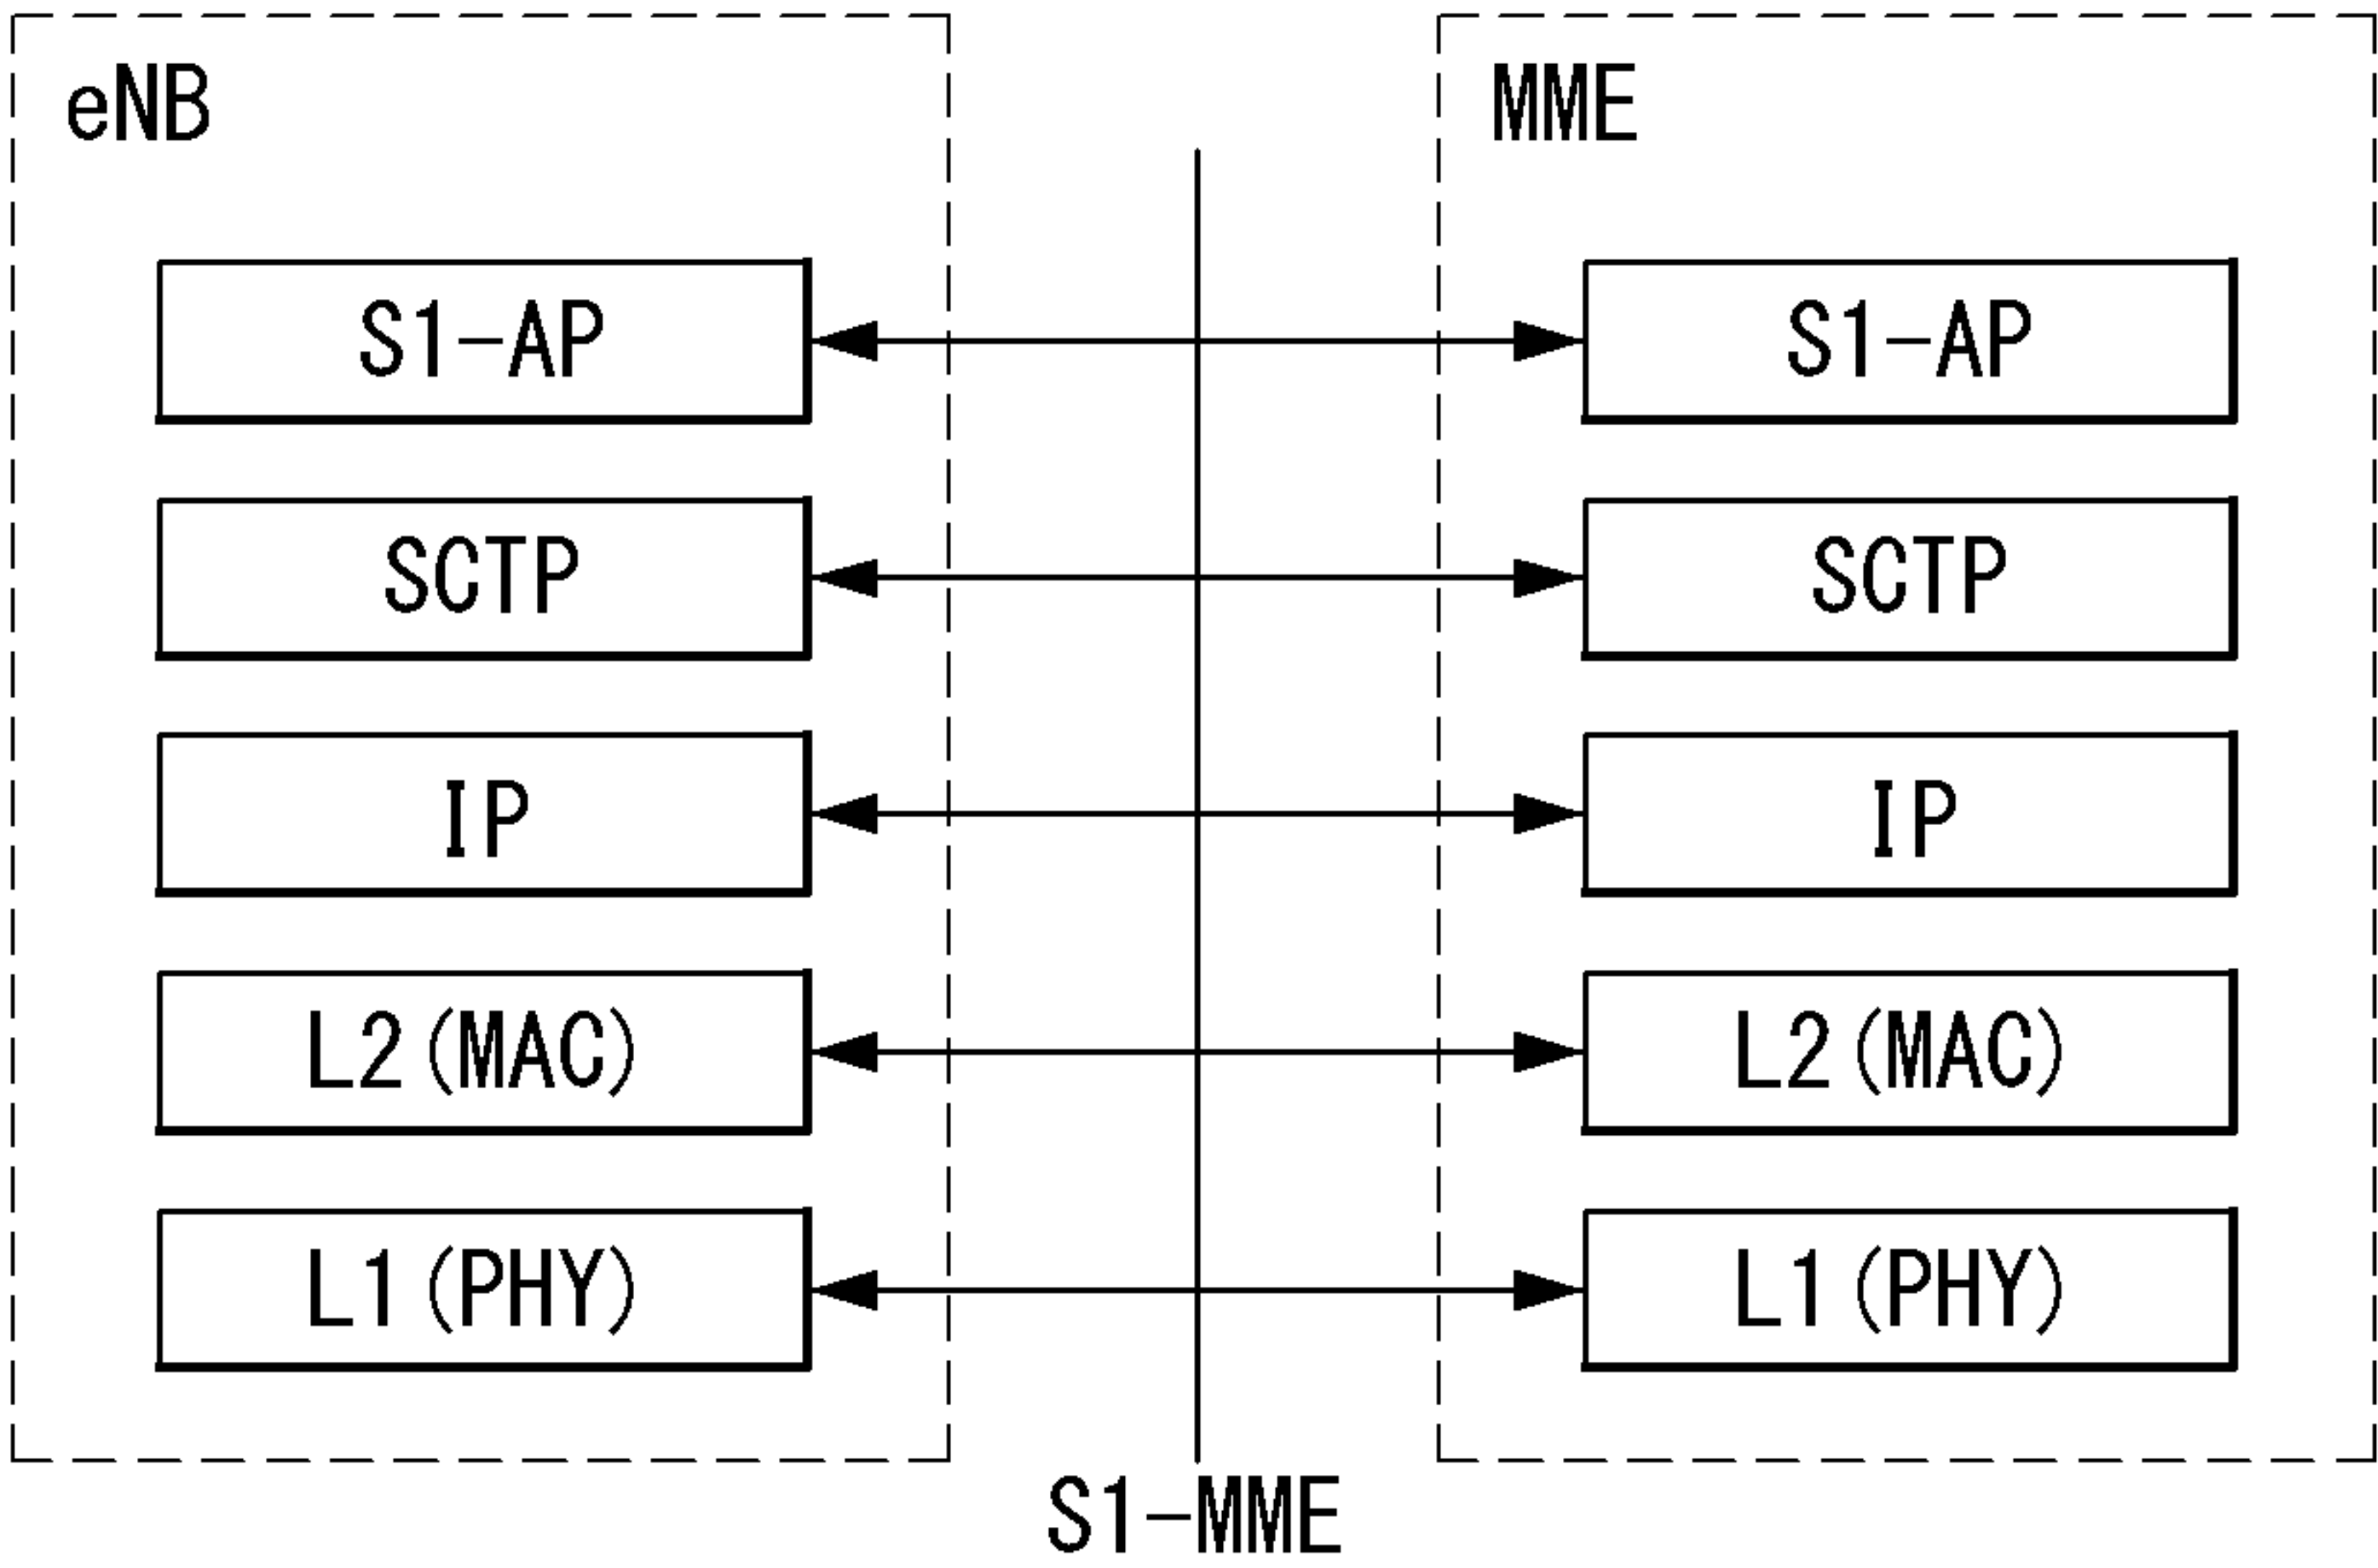 eNB
MME
S1-AP
S1-AP
SCTP
SCTP
IP
IP
L2(MAC)
L2(MAC)
L1(PHY)
L1(PHY)
S1-MME